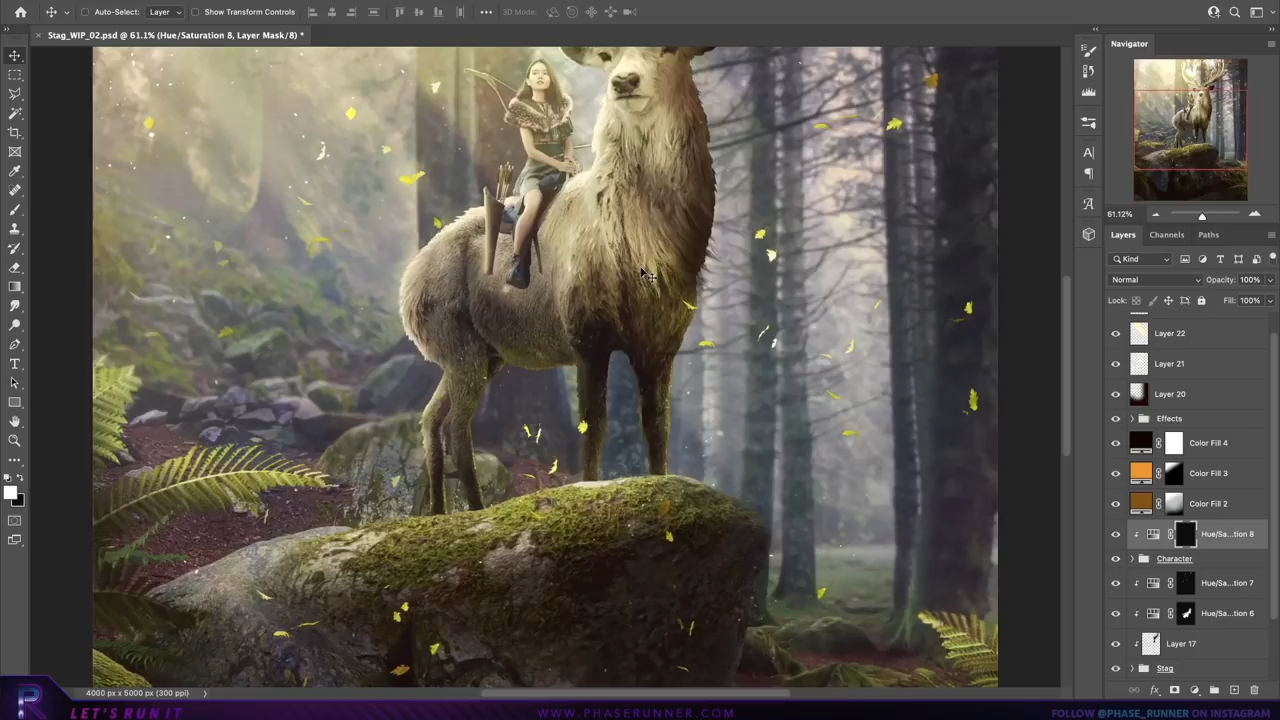 Auto-Select:
Layer
Show Transform Controls
3D Mode:
Stag_WIP_02.psd @ 61.1% (Hue/Saturation 8, Layer Mask/8) *
Navigator
61.12%
Layers
Channels
Paths
Kind
Normal
Opacity: 100%
Lock:
Fill: 100%
Layer 22
Layer 21
Layer 20
Effects
Color Fill 4
Color Fill 3
Color Fill 2
Hue/Sa...tion 8
Character
Hue/Sa...tion 7
Hue/Sa...tion 6
Layer 17
Stag
4000 px x 5000 px (300 ppi)
LET'S RUN IT
WWW.PHASERUNNER.COM
FOLLOW @PHASE_RUNNER ON INSTAGRAM